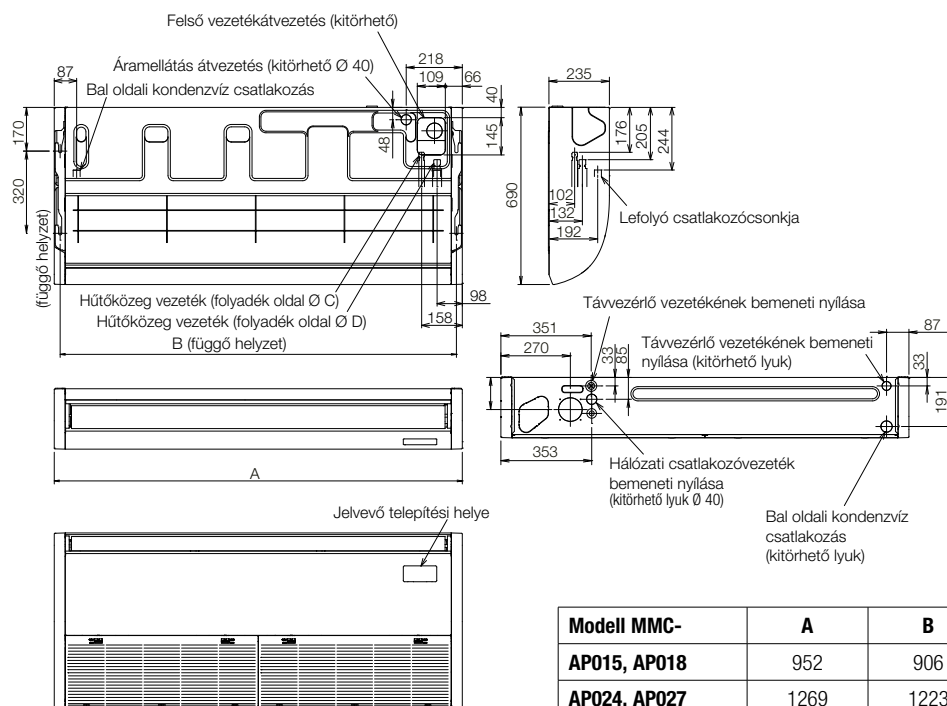 Felső vezetékátvezetés (kitörhető)
218
87
Áramellátás átvezetés (kitörhető Ø 40)
109
66
Bal oldali kondenzvíz csatlakozás
40
170
48
145
320
(függő helyzet)
Hűtőközeg vezeték (folyadék oldal Ø C)
98
Hűtőközeg vezeték (folyadék oldal Ø D)
158
B (függő helyzet)
235
176
205
244
690
102
132
192
Lefolyó csatlakozócsonkja
A
Távvezérlő vezetékének bemeneti nyílása
351
270
33
85
Távvezérlő vezetékének bemeneti
nyílása (kitörhető lyuk)
87
33
191
353
Hálózati csatlakozóvezeték
bemeneti nyílása
(kitörhető lyuk Ø 40)
Bal oldali kondenzvíz
csatlakozás
(kitörhető lyuk)
Jelvevő telepítési helye
Modell MMC- A B
AP015, AP018 952 906
AP024, AP027 1269 1223